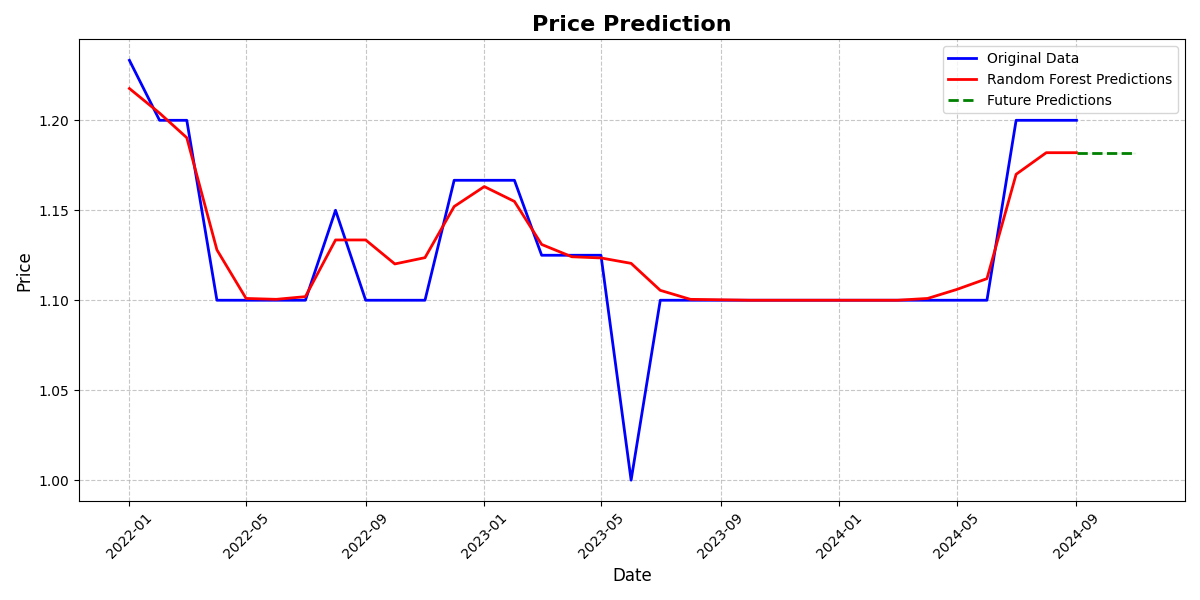 Price Prediction
Original Data
Random Forest Predictions
Future Predictions
Price
1.20
1.15
1.10
1.05
1.00
2022-01
2022-05
2022-09
2023-01
2023-05
2023-09
2024-01
2024-05
2024-09
Date